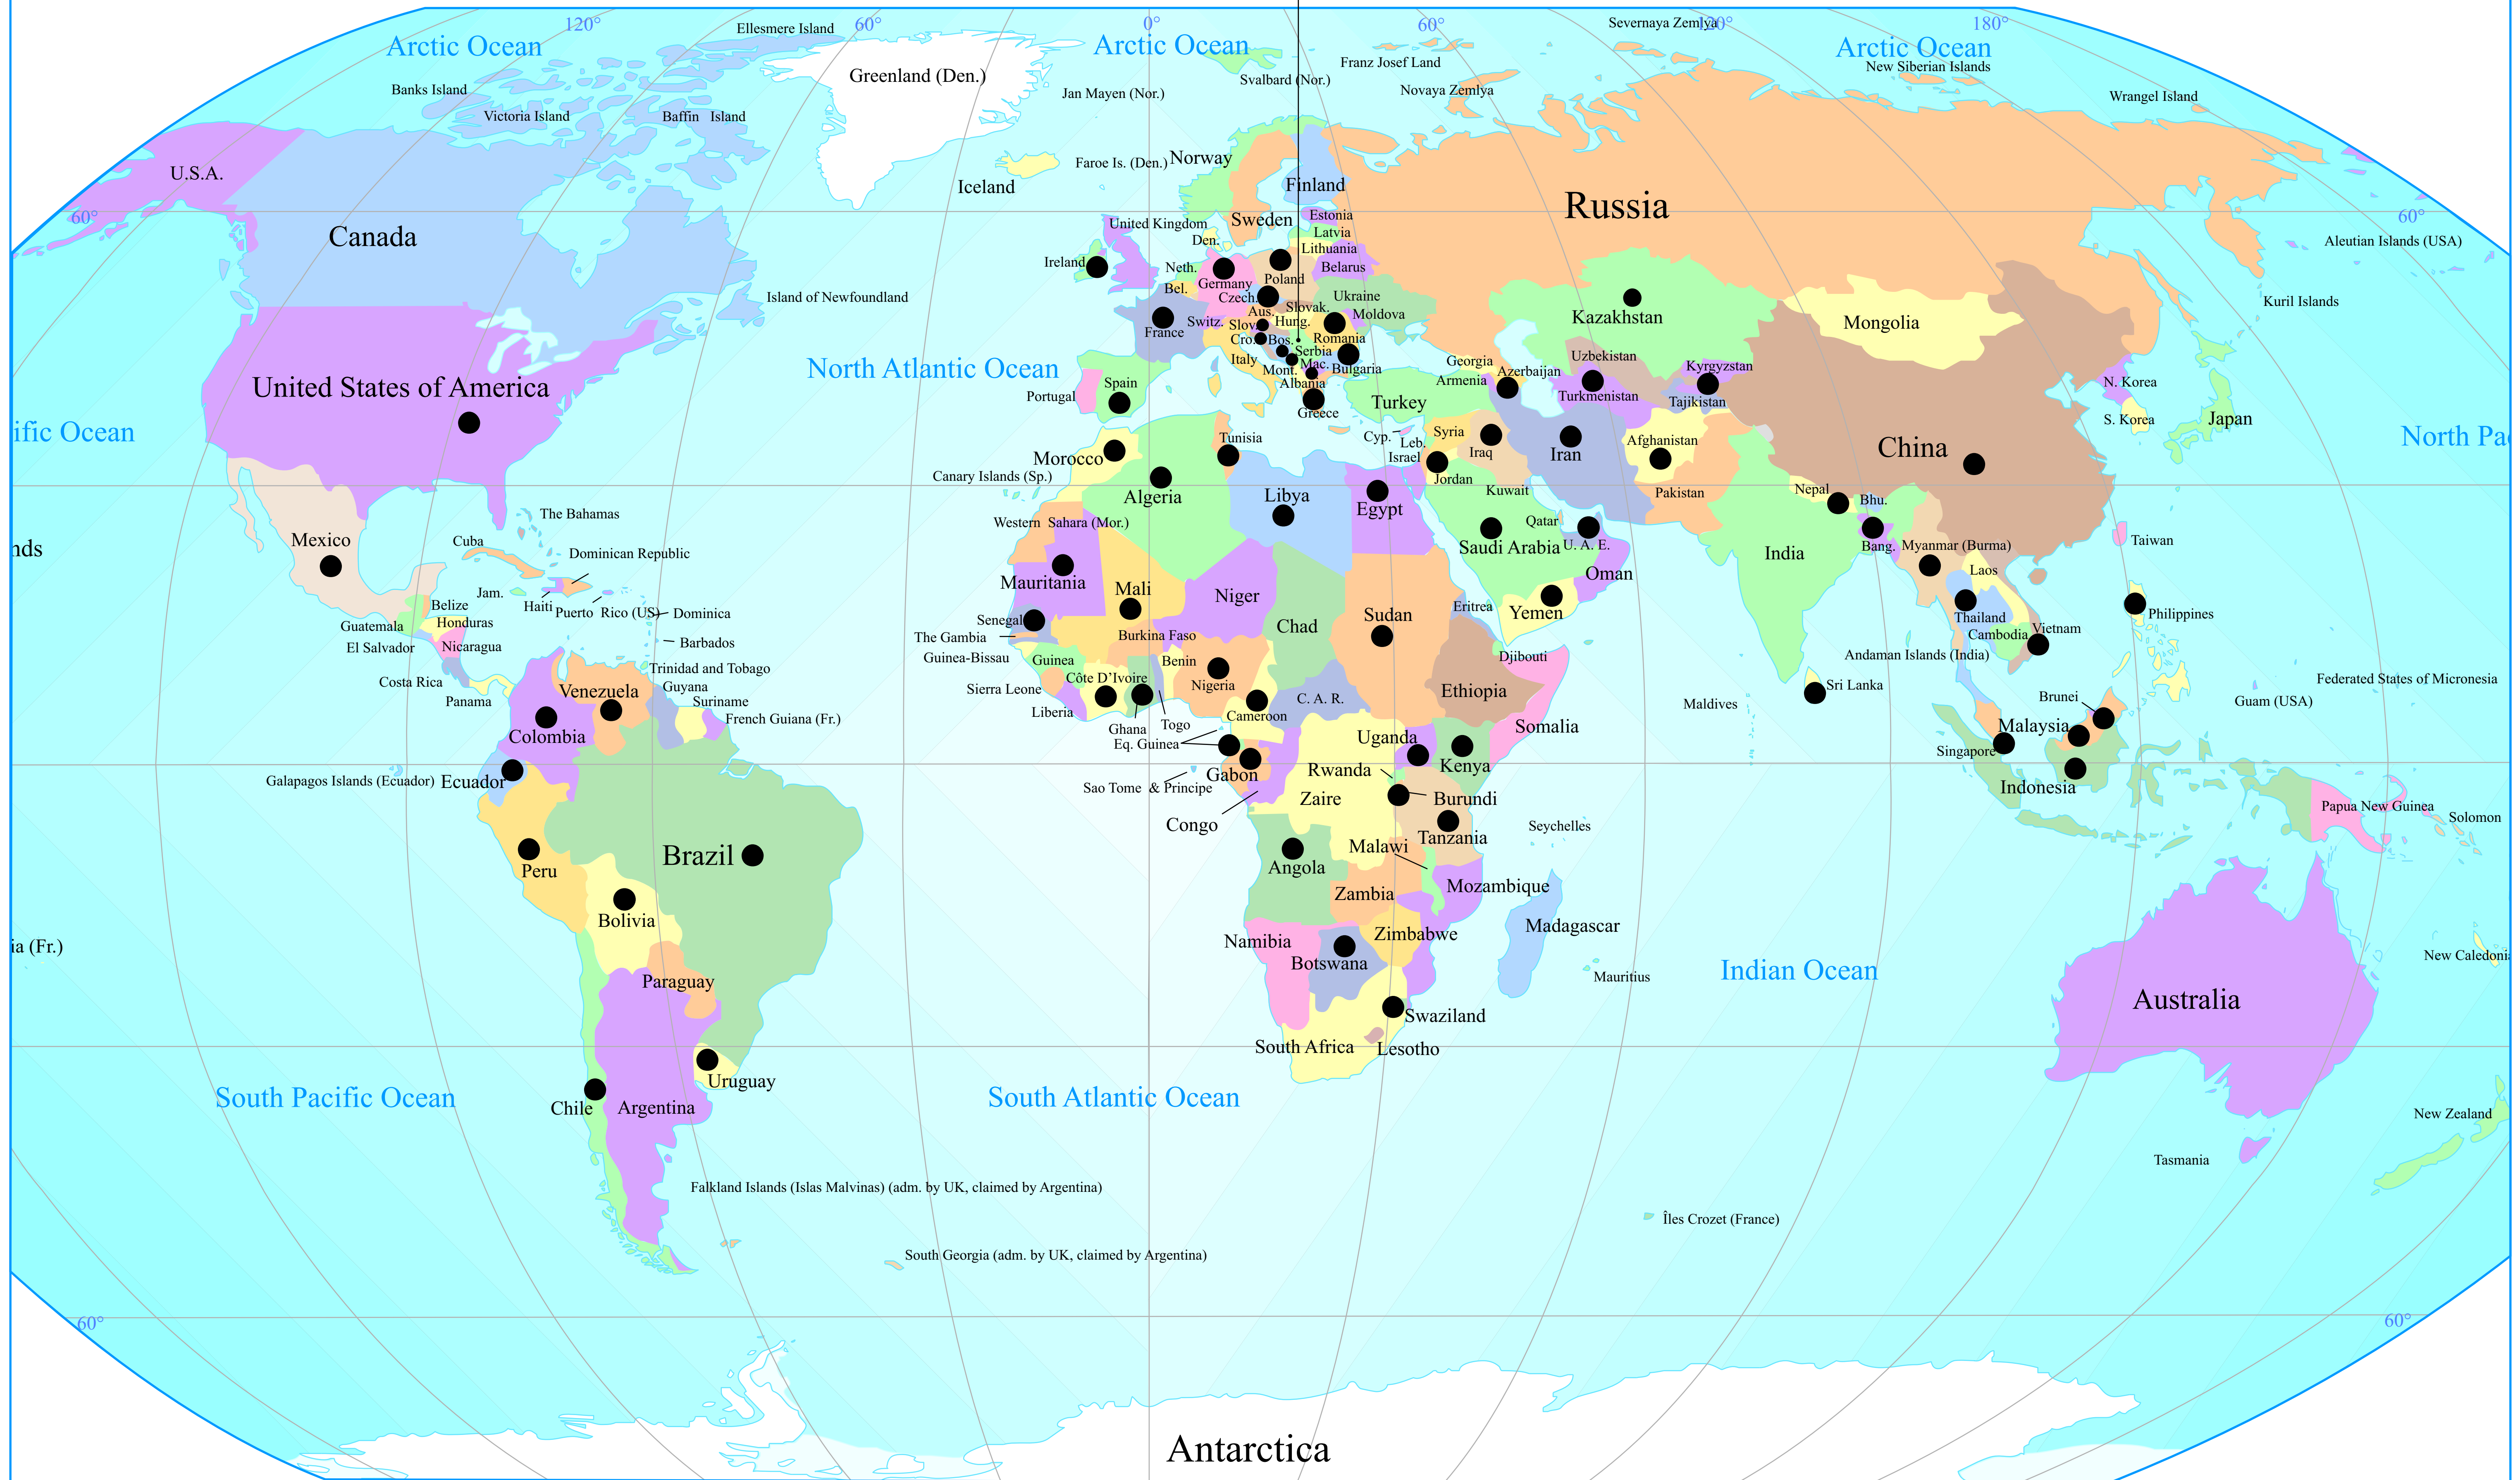 120°
60°
0°
60°
120°
180°
Severnaya Zemlya
Ellesmere Island
Arctic Ocean
Arctic Ocean
Arctic Ocean
Greenland (Den.)
Svalbard (Nor.)
Franz Josef Land
New Siberian Islands
Banks Island
Jan Mayen (Nor.)
Novaya Zemlya
Wrangel Island
Victoria Island
Baffin Island
U.S.A.
Iceland
Faroe Is. (Den.)
Norway
Finland
Russia
60°
60°
Canada
United Kingdom
Sweden
Estonia
Latvia
Den.
Lithuania
Aleutian Islands (USA)
Ireland
Neth.
Germany
Poland
Belarus
Bel.
Czech.
Island of Newfoundland
Slovak.
Ukraine
Kuril Islands
Aus.
Moldova
Kazakhstan
Mongolia
France
Switz.
Slov.
Hung.
Cro.
Bos.
Romania
Serbia
Italy
Mac.
Mont.
Bulgaria
Albania
Greece
Georgia
Uzbekistan
Armenia
Azerbaijan
Kyrgyzstan
Turkmenistan
Tajikistan
N. Korea
S. Korea
Japan
North Atlantic Ocean
United States of America
Spain
Portugal
Turkey
ific Ocean
North Pa
Tunisia
Cyp.
Leb.
Syria
Israel
Iraq
Iran
Afghanistan
China
Morocco
Canary Islands (Sp.)
Algeria
Libya
Egypt
Jordan
Kuwait
Pakistan
Nepal
Bhu.
The Bahamas
Western Sahara (Mor.)
Qatar
Mexico
Cuba
Saudi Arabia
U. A. E.
India
Bang.
Myanmar (Burma)
Taiwan
nds
Dominican Republic
Mauritania
Mali
Niger
Oman
Laos
Jam.
Haiti
Puerto Rico (US)
Dominica
Belize
Guatemala
Honduras
Senegal
Chad
Sudan
Eritrea
Yemen
Thailand
Philippines
El Salvador
Nicaragua
Barbados
The Gambia
Burkina Faso
Cambodia
Vietnam
Guinea-Bissau
Guinea
Benin
Djibouti
Andaman Islands (India)
Trinidad and Tobago
Costa Rica
Venezuela
Guyana
Côte D’Ivoire
Nigeria
Sierra Leone
C. A. R.
Ethiopia
Sri Lanka
Federated States of Micronesia
Panama
Suriname
Brunei
Guam (USA)
Maldives
French Guiana (Fr.)
Liberia
Ghana
Togo
Cameroon
Somalia
Malaysia
Colombia
Eq. Guinea
Uganda
Singapore
Galapagos Islands (Ecuador)
Ecuador
Gabon
Rwanda
Kenya
Indonesia
Sao Tome & Principe
Zaire
Burundi
Papua New Guinea
Congo
Seychelles
Solomon
Tanzania
Malawi
Brazil
Peru
Angola
Zambia
Mozambique
Bolivia
Madagascar
Namibia
Zimbabwe
ia (Fr.)
Botswana
New Caledonia
Paraguay
Mauritius
Indian Ocean
Australia
Swaziland
South Africa
Lesotho
Uruguay
South Pacific Ocean
Chile
Argentina
South Atlantic Ocean
New Zealand
Tasmania
Falkland Islands (Islas Malvinas) (adm. by UK, claimed by Argentina)
Îles Crozet (France)
South Georgia (adm. by UK, claimed by Argentina)
60°
60°
Antarctica